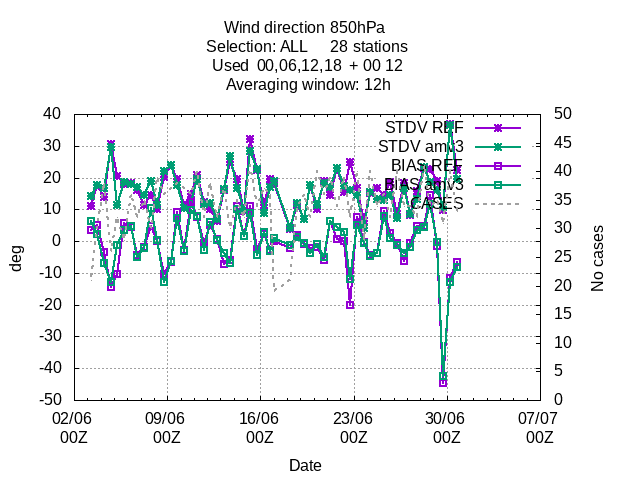 Wind direction 850hPa
Selection: ALL 28 stations
Used 00,06,12,18 + 00 12
Averaging window: 12h
STDV REF
STDV amv3
BIAS REF
BIAS amv3
CASES
deg
40
30
20
10
0
-10
-20
-30
-40
-50
No cases
50
45
40
35
30
25
20
15
10
5
0
02/06 09/06 16/06 23/06 30/06 07/07
00Z 00Z 00Z 00Z 00Z 00Z
Date